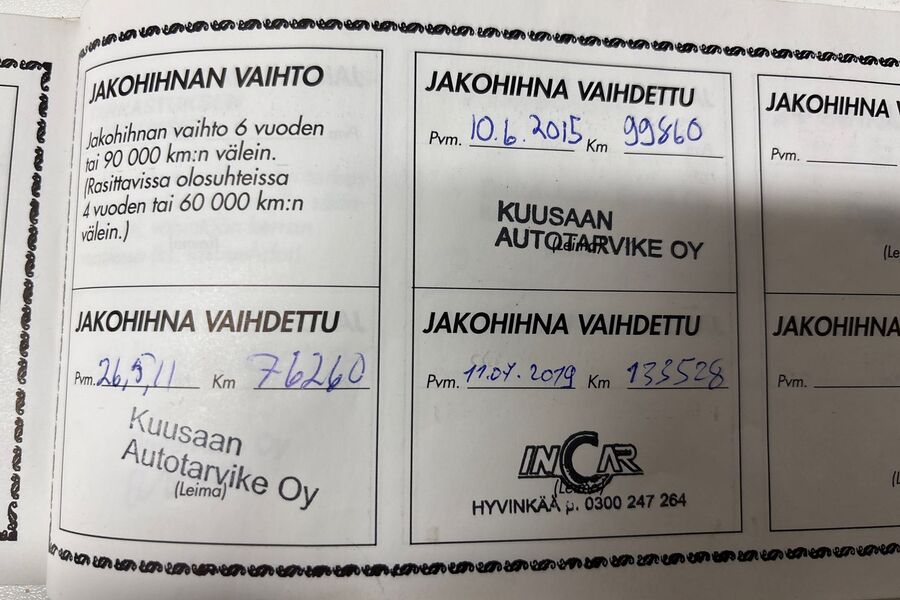 JAKOHIHNAN VAIHTO
Jakohihnan vaihto 6 vuoden
tai 90 000 km:n välein.
(Rasittavissa olosuhteissa
4 vuoden tai 60 000 km:n
välein.)
JAKOHIHNA VAIHDETTU
Pvm. 26,5,11 Km 76260
Kuusaan
Autotarvike Oy
(Leima)
JAKOHIHNA VAIHDETTU
Pvm. 10.6.2015 Km 99860
KUUSAAN
AUTOTARVIKE OY
(Leima)
JAKOHIHNA VAIHDETTU
Pvm. 11.07.2019 Km 133528
INCAR
(Leima)
HYVINKÄÄ p. 0300 247 264
JAKOHIHNA
Pvm.
JAKOHIHNA
Pvm.